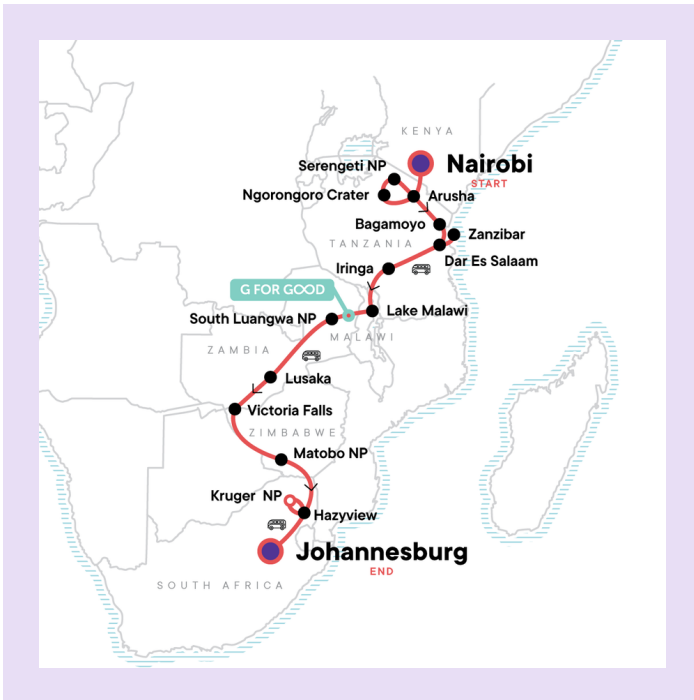 KENYA
Nairobi
START
Serengeti NP
Ngorongoro Crater
Arusha
Bagamoyo
Zanzibar
TANZANIA
Dar Es Salaam
Iringa
G FOR GOOD
Lake Malawi
South Luangwa NP
MALAWI
ZAMBIA
Lusaka
Victoria Falls
ZIMBABWE
Matobo NP
Kruger NP
Hazyview
Johannesburg
END
SOUTH AFRICA